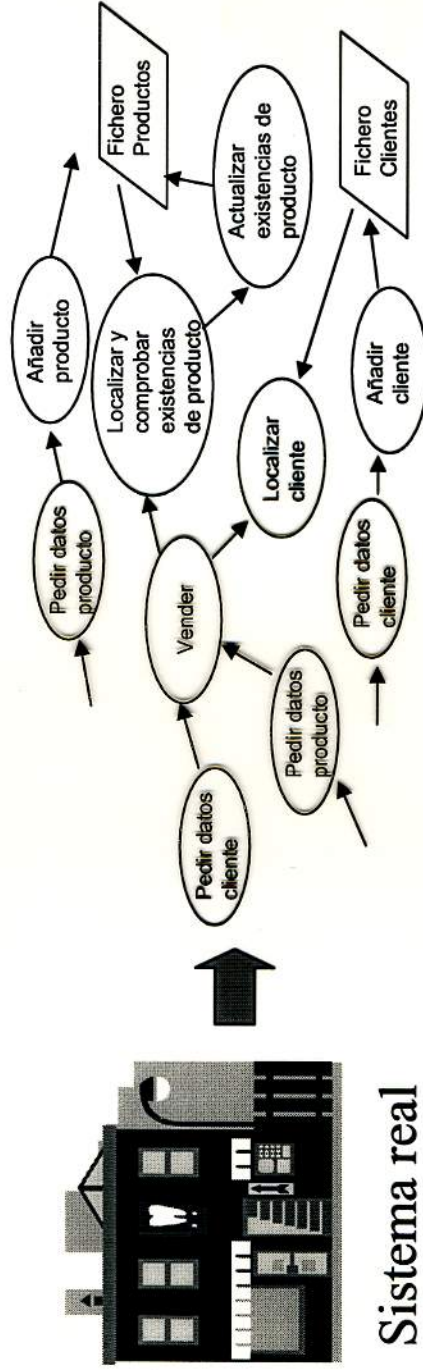 Sistema real
Pedir datos
producto
Añadir
producto
Fichero
Productos
Pedir datos
cliente
Vender
Localizar y
comprobar
existencias
de producto
Actualizar
existencias de
producto
Pedir datos
producto
Localizar
cliente
Pedir datos
cliente
Añadir
cliente
Fichero
Clientes